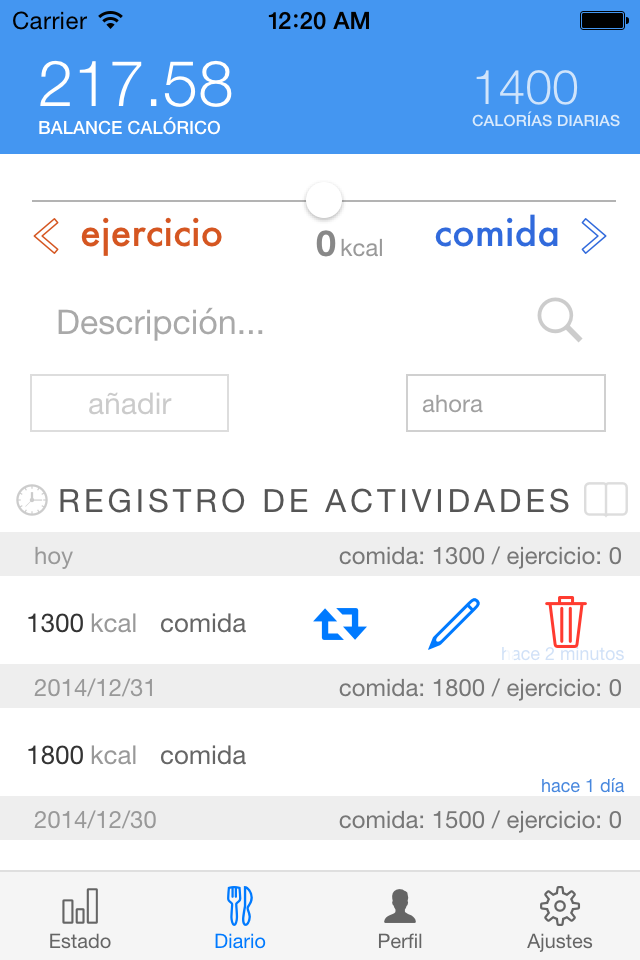 Carrier 12:20 AM
217.58 1400
BALANCE CALÓRICO CALORÍAS DIARIAS
ejercicio 0 kcal comida
Descripción...
añadir ahora
REGISTRO DE ACTIVIDADES
hoy comida: 1300 / ejercicio: 0
1300 kcal comida
hace 2 minutos
2014/12/31 comida: 1800 / ejercicio: 0
1800 kcal comida
hace 1 día
2014/12/30 comida: 1500 / ejercicio: 0
Estado Diario Perfil Ajustes